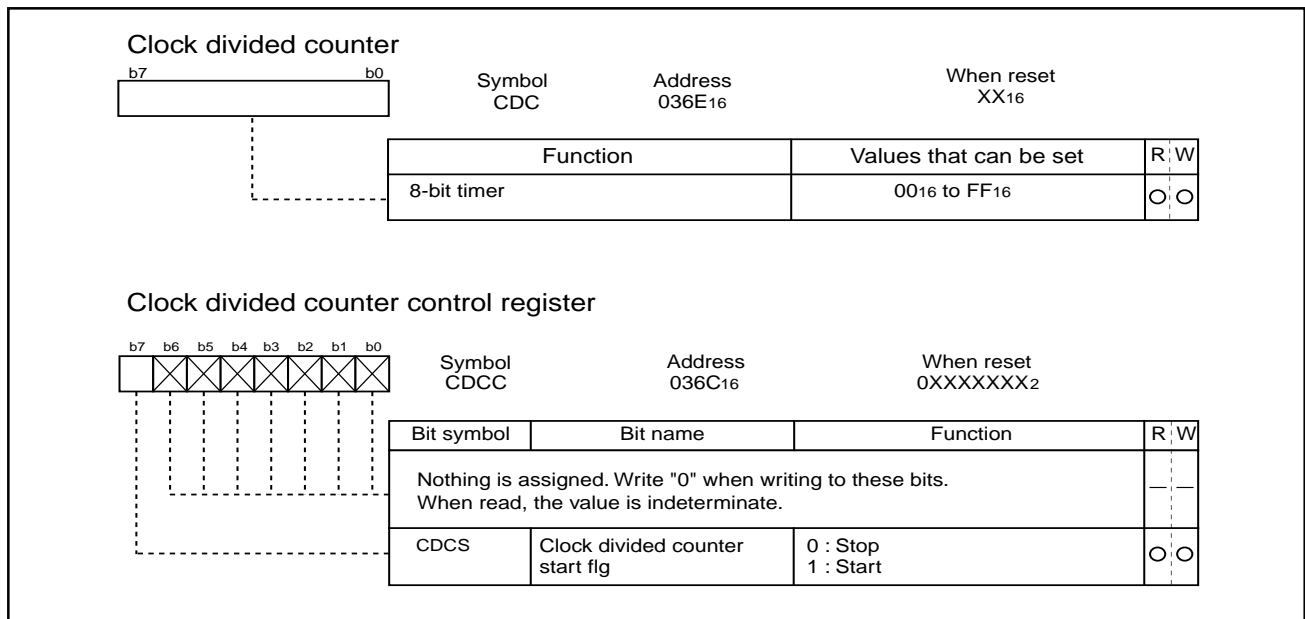 Clock divided counter
b7 b0
Symbol Address When reset
CDC 036E16 XX16
Function Values that can be set R W
8-bit timer 0016 to FF16 O O
Clock divided counter control register
b7 b6 b5 b4 b3 b2 b1 b0
Symbol Address When reset
CDCC 036C16 0XXXXXXX2
Bit symbol Bit name Function R W
Nothing is assigned. Write "0" when writing to these bits.
When read, the value is indeterminate. — —
CDCS Clock divided counter 0 : Stop O O
start flg 1 : Start